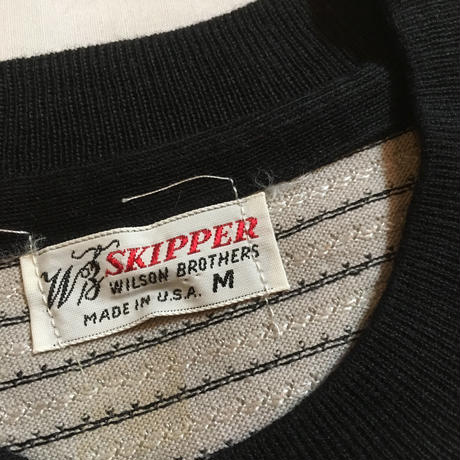 WB SKIPPER
WILSON BROTHERS
MADE IN U.S.A. M